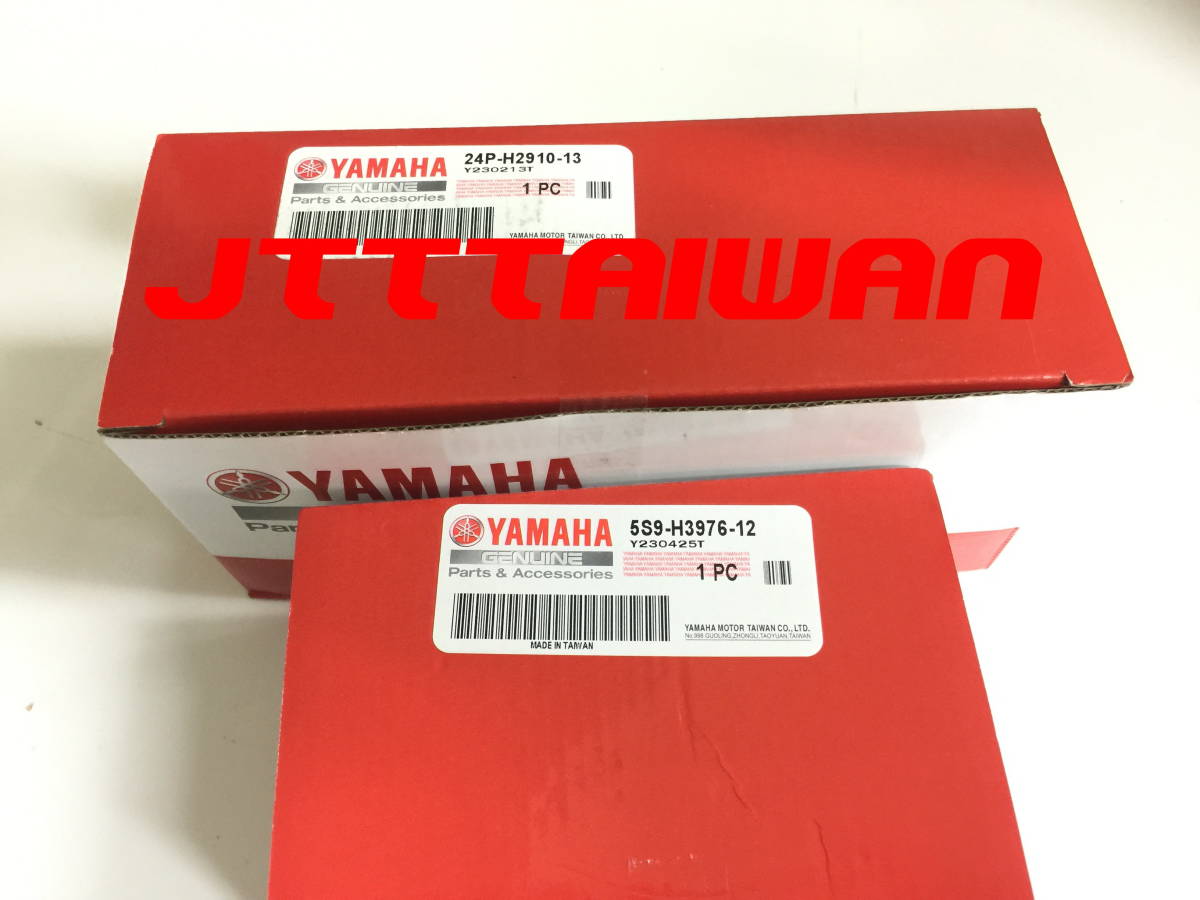 YAMAHA
24P-H2910-13
Y230213T
GENUINE
1 PC
Parts & Accessories
YAMAHA MOTOR TAIWAN CO., LTD.
JTTTAIWAN
YAMAHA
YAMAHA
5S9-H3976-12
Y230425T
GENUINE
1 PC
Parts & Accessories
YAMAHA MOTOR TAIWAN CO., LTD.
No.398 GUOLING,ZHONGLI,TAOYUAN,TAIWAN
MADE IN TAIWAN